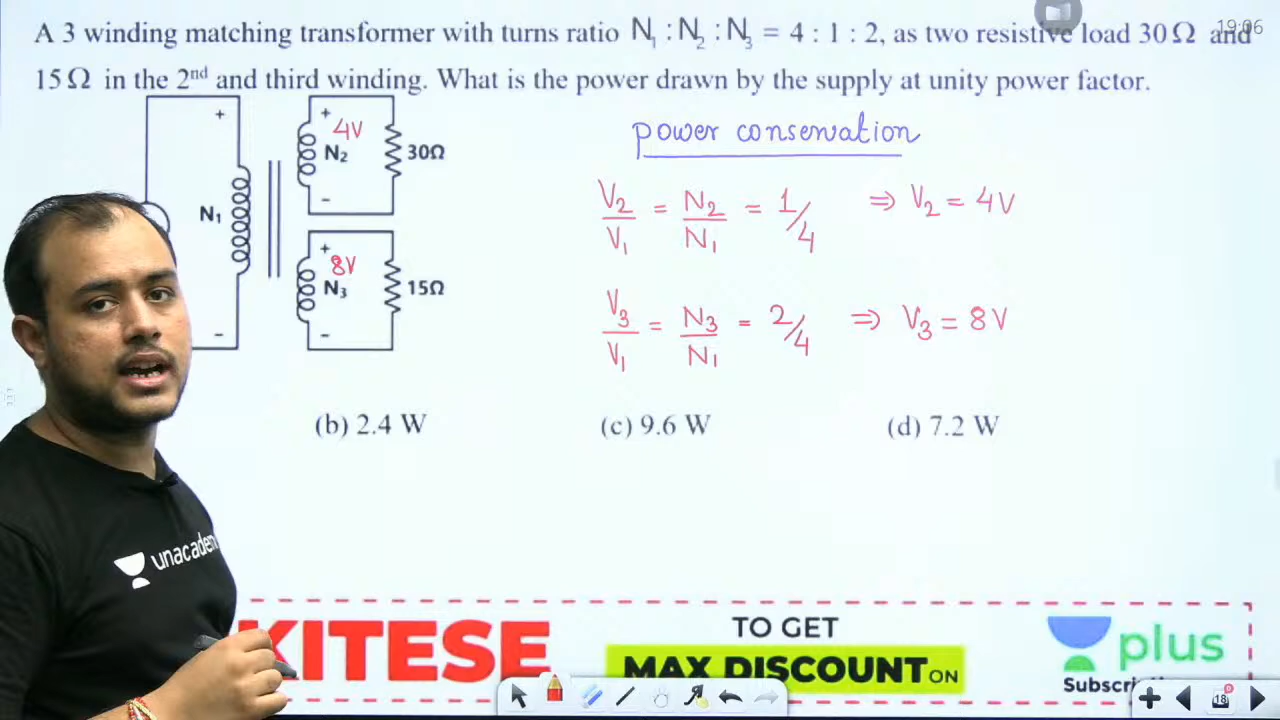 19:06
A 3 winding matching transformer with turns ratio N₁ : N₂ : N₃ = 4 : 1 : 2, as two resistive load 30 Ω and
15 Ω in the 2nd and third winding. What is the power drawn by the supply at unity power factor.
power conservation
+ + 4V
N₂ 30Ω
N₁
-
+ 8V
N₃ 15Ω
- -
V₂/V₁ = N₂/N₁ = 1/4 ⇒ V₂ = 4V
V₃/V₁ = N₃/N₁ = 2/4 ⇒ V₃ = 8V
(b) 2.4 W (c) 9.6 W (d) 7.2 W
unacadem
KITESE
TO GET
MAX DISCOUNT ON
plus
Subscri
18